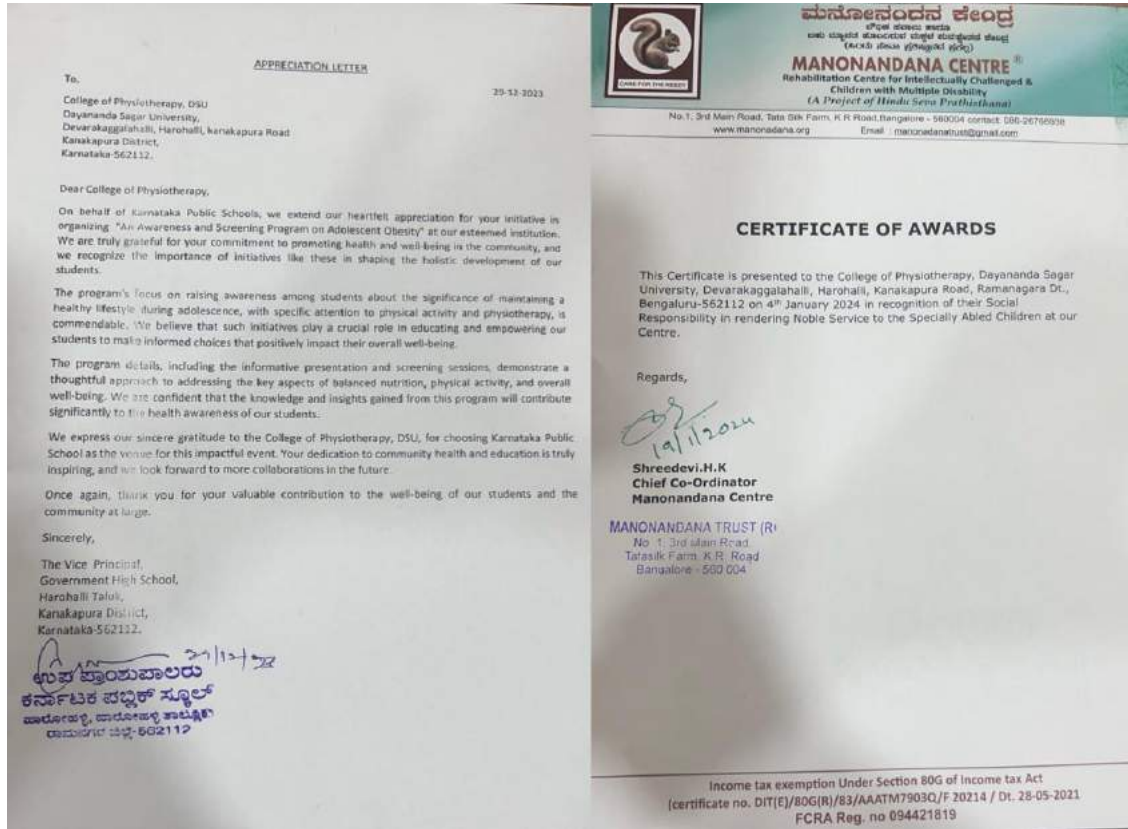 APPRECIATION LETTER
29-12-2023
To,
College of Physiotherapy, DSU
Dayananda Sagar University,
Devarakaggalahalli, Harohalli, kanakapura Road
Kanakapura District,
Karnataka-562112.
Dear College of Physiotherapy,
On behalf of Karnataka Public Schools, we extend our heartfelt appreciation for your initiative in
organizing "An Awareness and Screening Program on Adolescent Obesity" at our esteemed institution.
We are truly grateful for your commitment to promoting health and well-being in the community, and
we recognize the importance of initiatives like these in shaping the holistic development of our
students.
The program's focus on raising awareness among students about the significance of maintaining a
healthy lifestyle during adolescence, with specific attention to physical activity and physiotherapy, is
commendable. We believe that such initiatives play a crucial role in educating and empowering our
students to make informed choices that positively impact their overall well-being.
The program details, including the informative presentation and screening sessions, demonstrate a
thoughtful approach to addressing the key aspects of balanced nutrition, physical activity, and overall
well-being. We are confident that the knowledge and insights gained from this program will contribute
significantly to the health awareness of our students.
We express our sincere gratitude to the College of Physiotherapy, DSU, for choosing Karnataka Public
School as the venue for this impactful event. Your dedication to community health and education is truly
inspiring, and we look forward to more collaborations in the future.
Once again, thank you for your valuable contribution to the well-being of our students and the
community at large.
Sincerely,
The Vice Principal,
Government High School,
Harohalli Taluk,
Kanakapura District,
Karnataka-562112.
29/12/23
ಉಪ ಪ್ರಾಂಶುಪಾಲರು
ಕರ್ನಾಟಕ ಪಬ್ಲಿಕ್ ಸ್ಕೂಲ್
ಹಾರೋಹಳ್ಳಿ, ಹಾರೋಹಳ್ಳಿ ತಾಲ್ಲೂಕು
ರಾಮನಗರ ಜಿಲ್ಲೆ-562112
CARE FOR THE NEEDY
ಮನೋನಂದನ ಕೇಂದ್ರ
MANONANDANA CENTRE ®
Rehabilitation Centre for Intellectually Challenged &
Children with Multiple Disability
(A Project of Hindu Seva Prathisthana)
No.1, 3rd Main Road, Tata Silk Farm, K.R.Road,Bangalore - 560004 contact: 080-26766938
www.manonadana.org Email : manonadanatrust@gmail.com
CERTIFICATE OF AWARDS
This Certificate is presented to the College of Physiotherapy, Dayananda Sagar
University, Devarakaggalahalli, Harohalli, Kanakapura Road, Ramanagara Dt.,
Bengaluru-562112 on 4th January 2024 in recognition of their Social
Responsibility in rendering Noble Service to the Specially Abled Children at our
Centre.
Regards,
19/1/2024
Shreedevi.H.K
Chief Co-Ordinator
Manonandana Centre
MANONANDANA TRUST (R)
No. 1, 3rd Main Road,
Tatasilk Farm, K.R. Road
Bangalore - 560 004
Income tax exemption Under Section 80G of Income tax Act
[certificate no. DIT(E)/80G(R)/83/AAATM7903Q/F 20214 / Dt. 28-05-2021
FCRA Reg. no 094421819